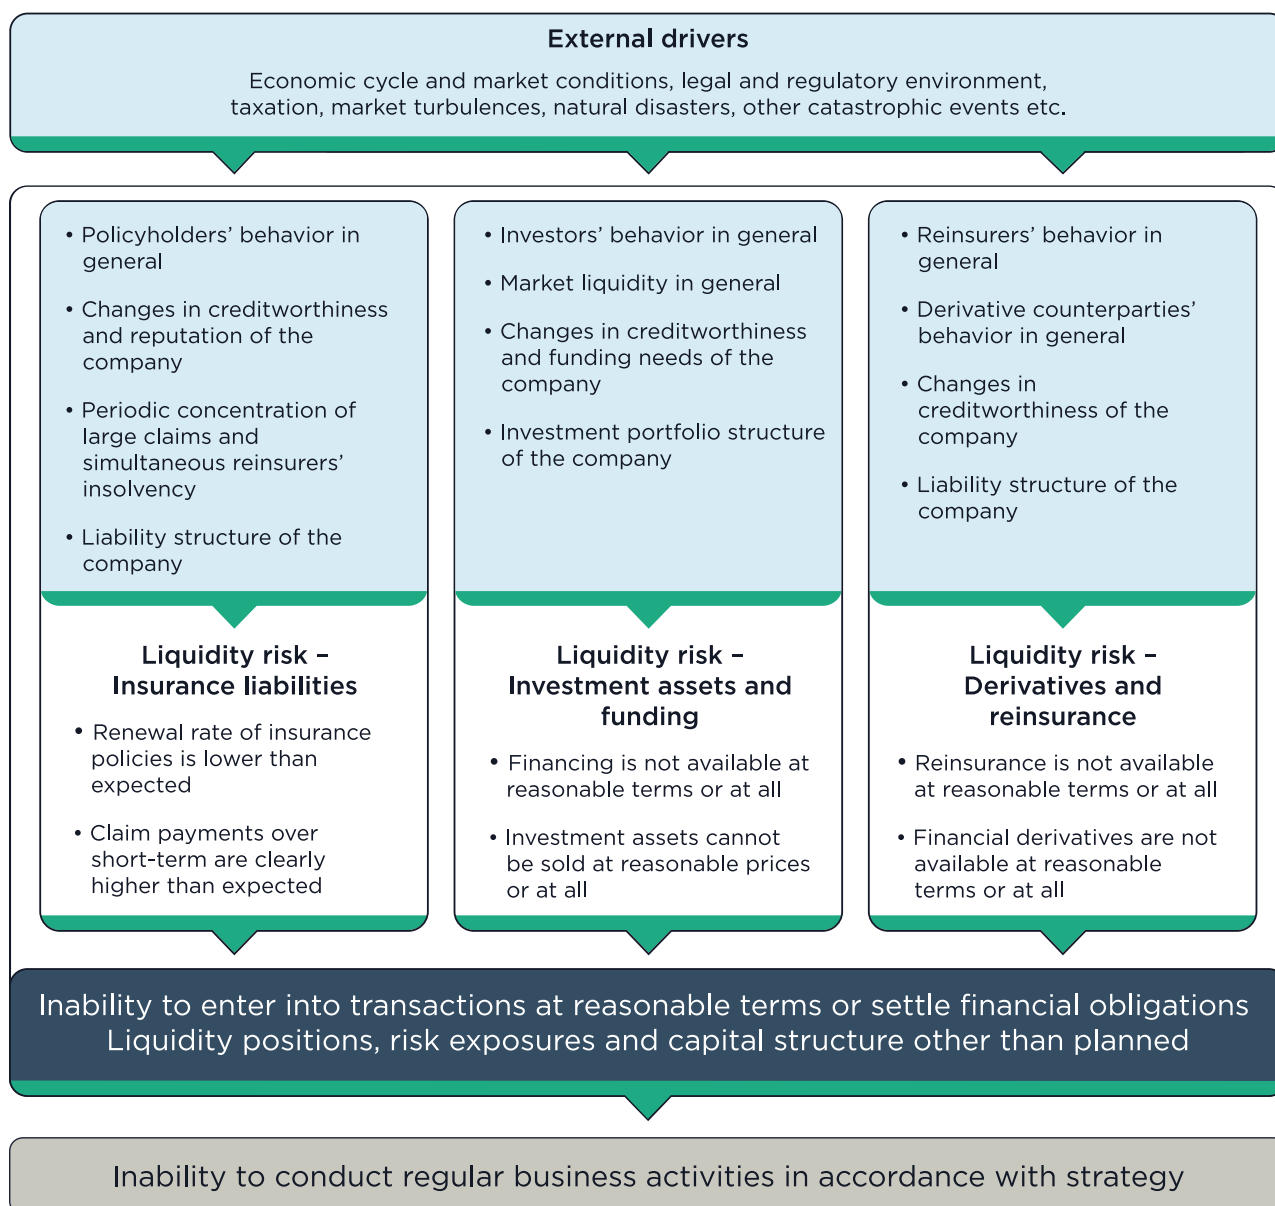 External drivers
Economic cycle and market conditions, legal and regulatory environment,
taxation, market turbulences, natural disasters, other catastrophic events etc.
• Policyholders’ behavior in
general
• Changes in creditworthiness
and reputation of the
company
• Periodic concentration of
large claims and
simultaneous reinsurers’
insolvency
• Liability structure of the
company
Liquidity risk –
Insurance liabilities
• Renewal rate of insurance
policies is lower than
expected
• Claim payments over
short-term are clearly
higher than expected
• Investors’ behavior in general
• Market liquidity in general
• Changes in creditworthiness
and funding needs of the
company
• Investment portfolio structure
of the company
Liquidity risk –
Investment assets and
funding
• Financing is not available at
reasonable terms or at all
• Investment assets cannot
be sold at reasonable prices
or at all
• Reinsurers’ behavior in
general
• Derivative counterparties’
behavior in general
• Changes in
creditworthiness of the
company
• Liability structure of the
company
Liquidity risk –
Derivatives and
reinsurance
• Reinsurance is not available
at reasonable terms or at all
• Financial derivatives are not
available at reasonable
terms or at all
Inability to enter into transactions at reasonable terms or settle financial obligations
Liquidity positions, risk exposures and capital structure other than planned
Inability to conduct regular business activities in accordance with strategy